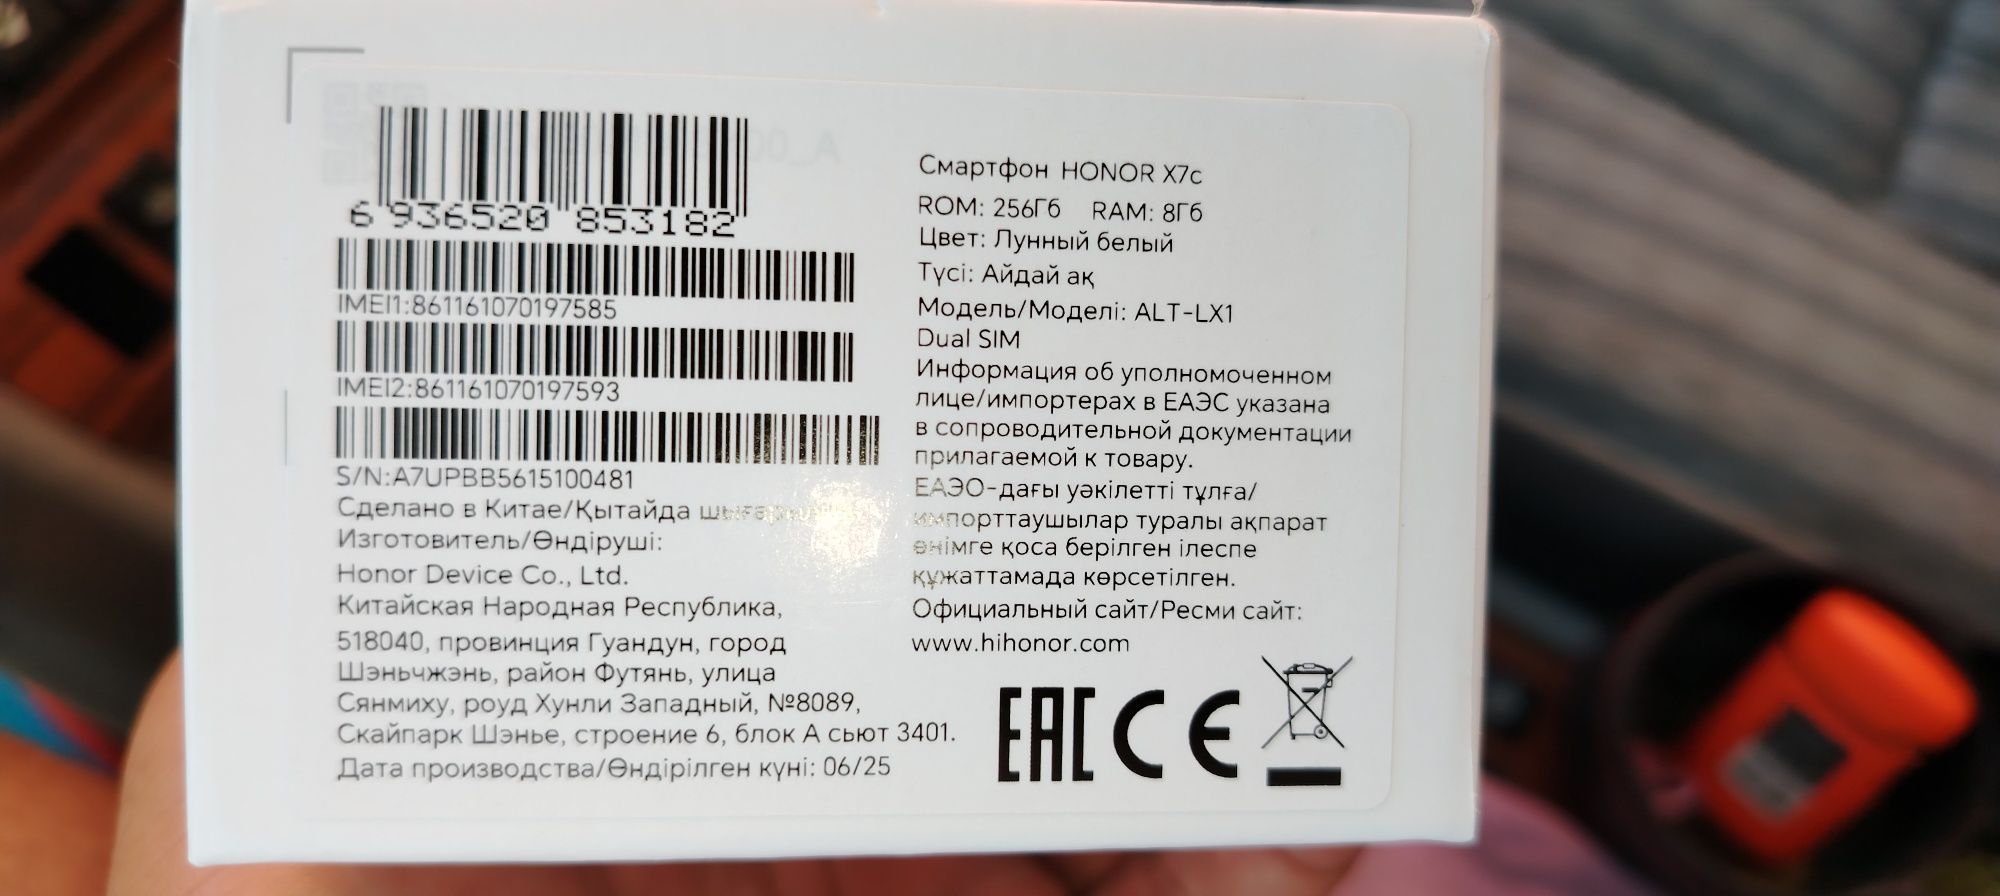 6 936520 853182
IMEI1:861161070197585
IMEI2:861161070197593
S/N:A7UPBB5615100481
Сделано в Китае/Қытайда
Изготовитель/Өндіруші:
Honor Device Co., Ltd.
Китайская Народная Республика,
518040, провинция Гуандун, город
Шэньчжэнь, район Футянь, улица
Сянмиху, роуд Хунли Западный, №8089,
Скайпарк Шэнье, строение 6, блок А сьют 3401.
Дата производства/Өндірілген күні: 06/25
Смартфон HONOR X7c
ROM: 256Гб RAM: 8Гб
Цвет: Лунный белый
Түсі: Айдай ақ
Модель/Моделі: ALT-LX1
Dual SIM
Информация об уполномоченном
лице/импортерах в ЕАЭС указана
в сопроводительной документации
прилагаемой к товару.
ЕАЭО-дағы уәкілетті тұлға/
импорттаушылар туралы ақпарат
өнімге қоса берілген ілеспе
құжаттамада көрсетілген.
Официальный сайт/Ресми сайт:
www.hihonor.com
EAC CE